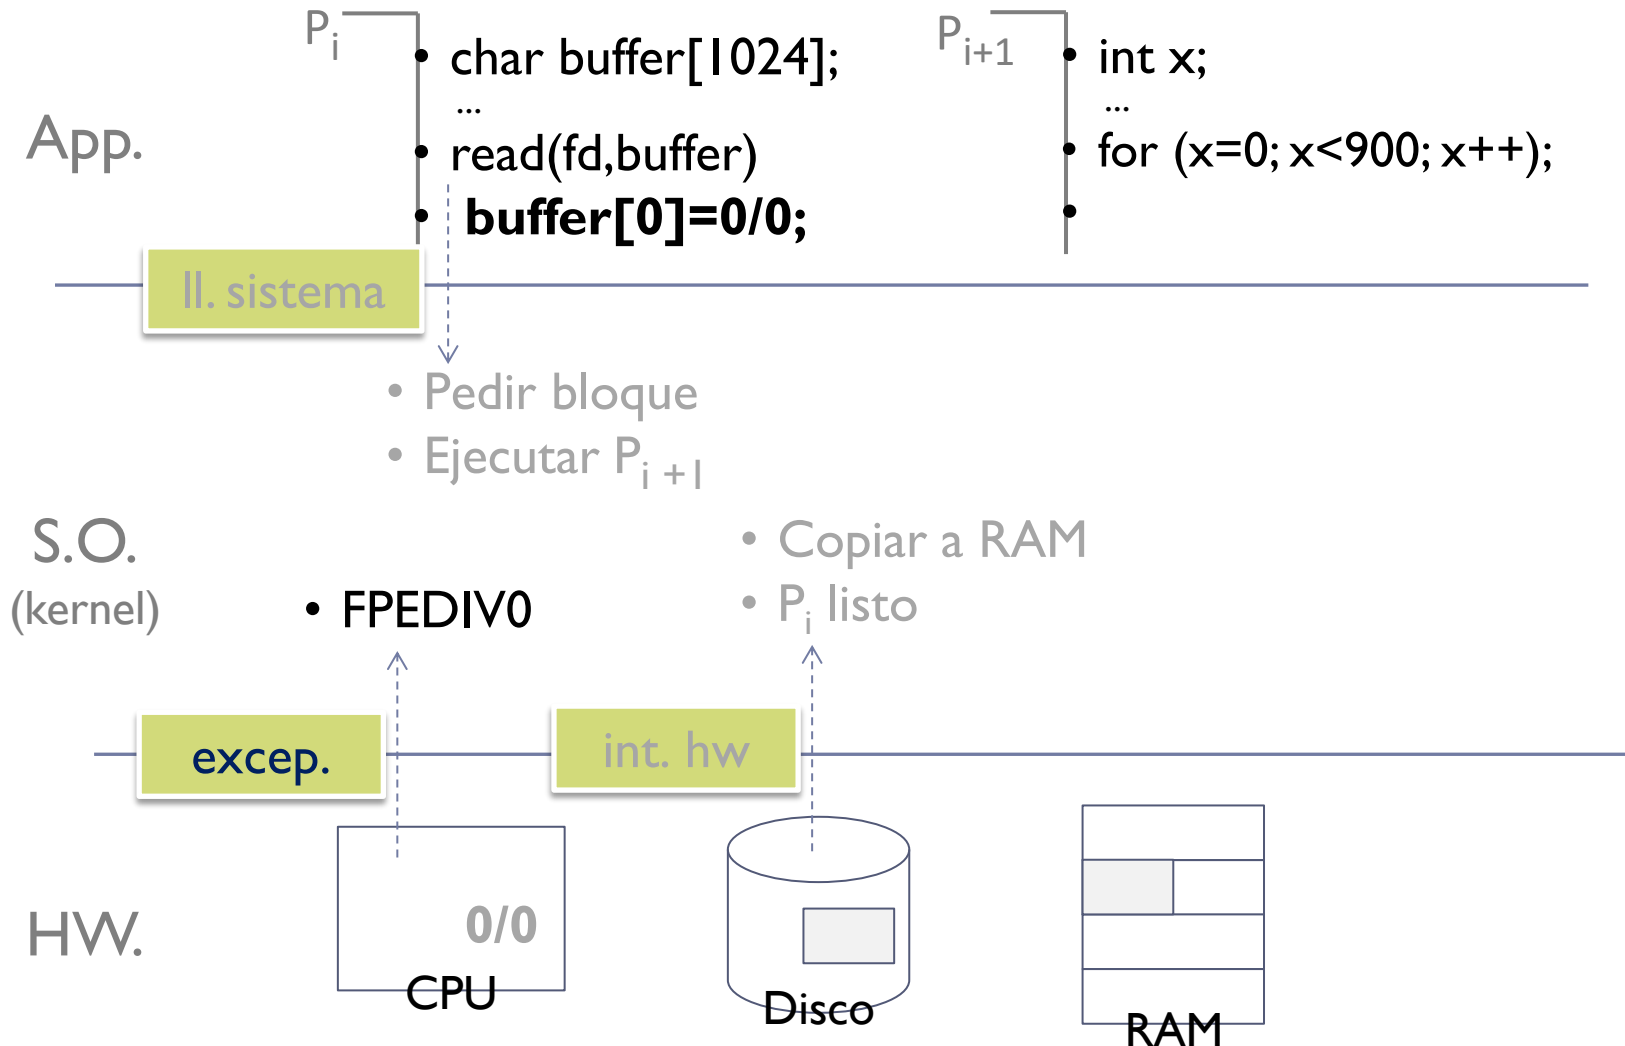 Pi
• char buffer[1024];
...
• read(fd,buffer)
• buffer[0]=0/0;
Pi+1
• int x;
...
• for (x=0; x<900; x++);
•
App.
ll. sistema
• Pedir bloque
• Ejecutar Pi +1
S.O.
(kernel)
• FPEDIV0
• Copiar a RAM
• Pi listo
excep.
int. hw
HW.
0/0
CPU
Disco
RAM